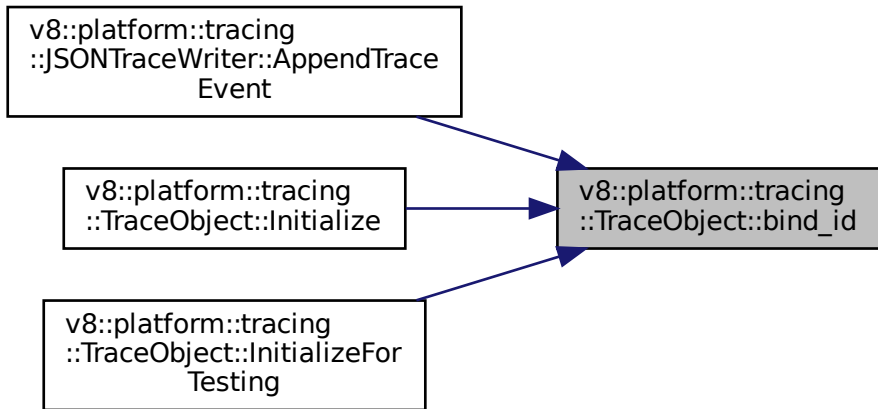 v8::platform::tracing
::JSONTraceWriter::AppendTrace
Event
v8::platform::tracing
::TraceObject::Initialize
v8::platform::tracing
::TraceObject::bind_id
v8::platform::tracing
::TraceObject::InitializeFor
Testing